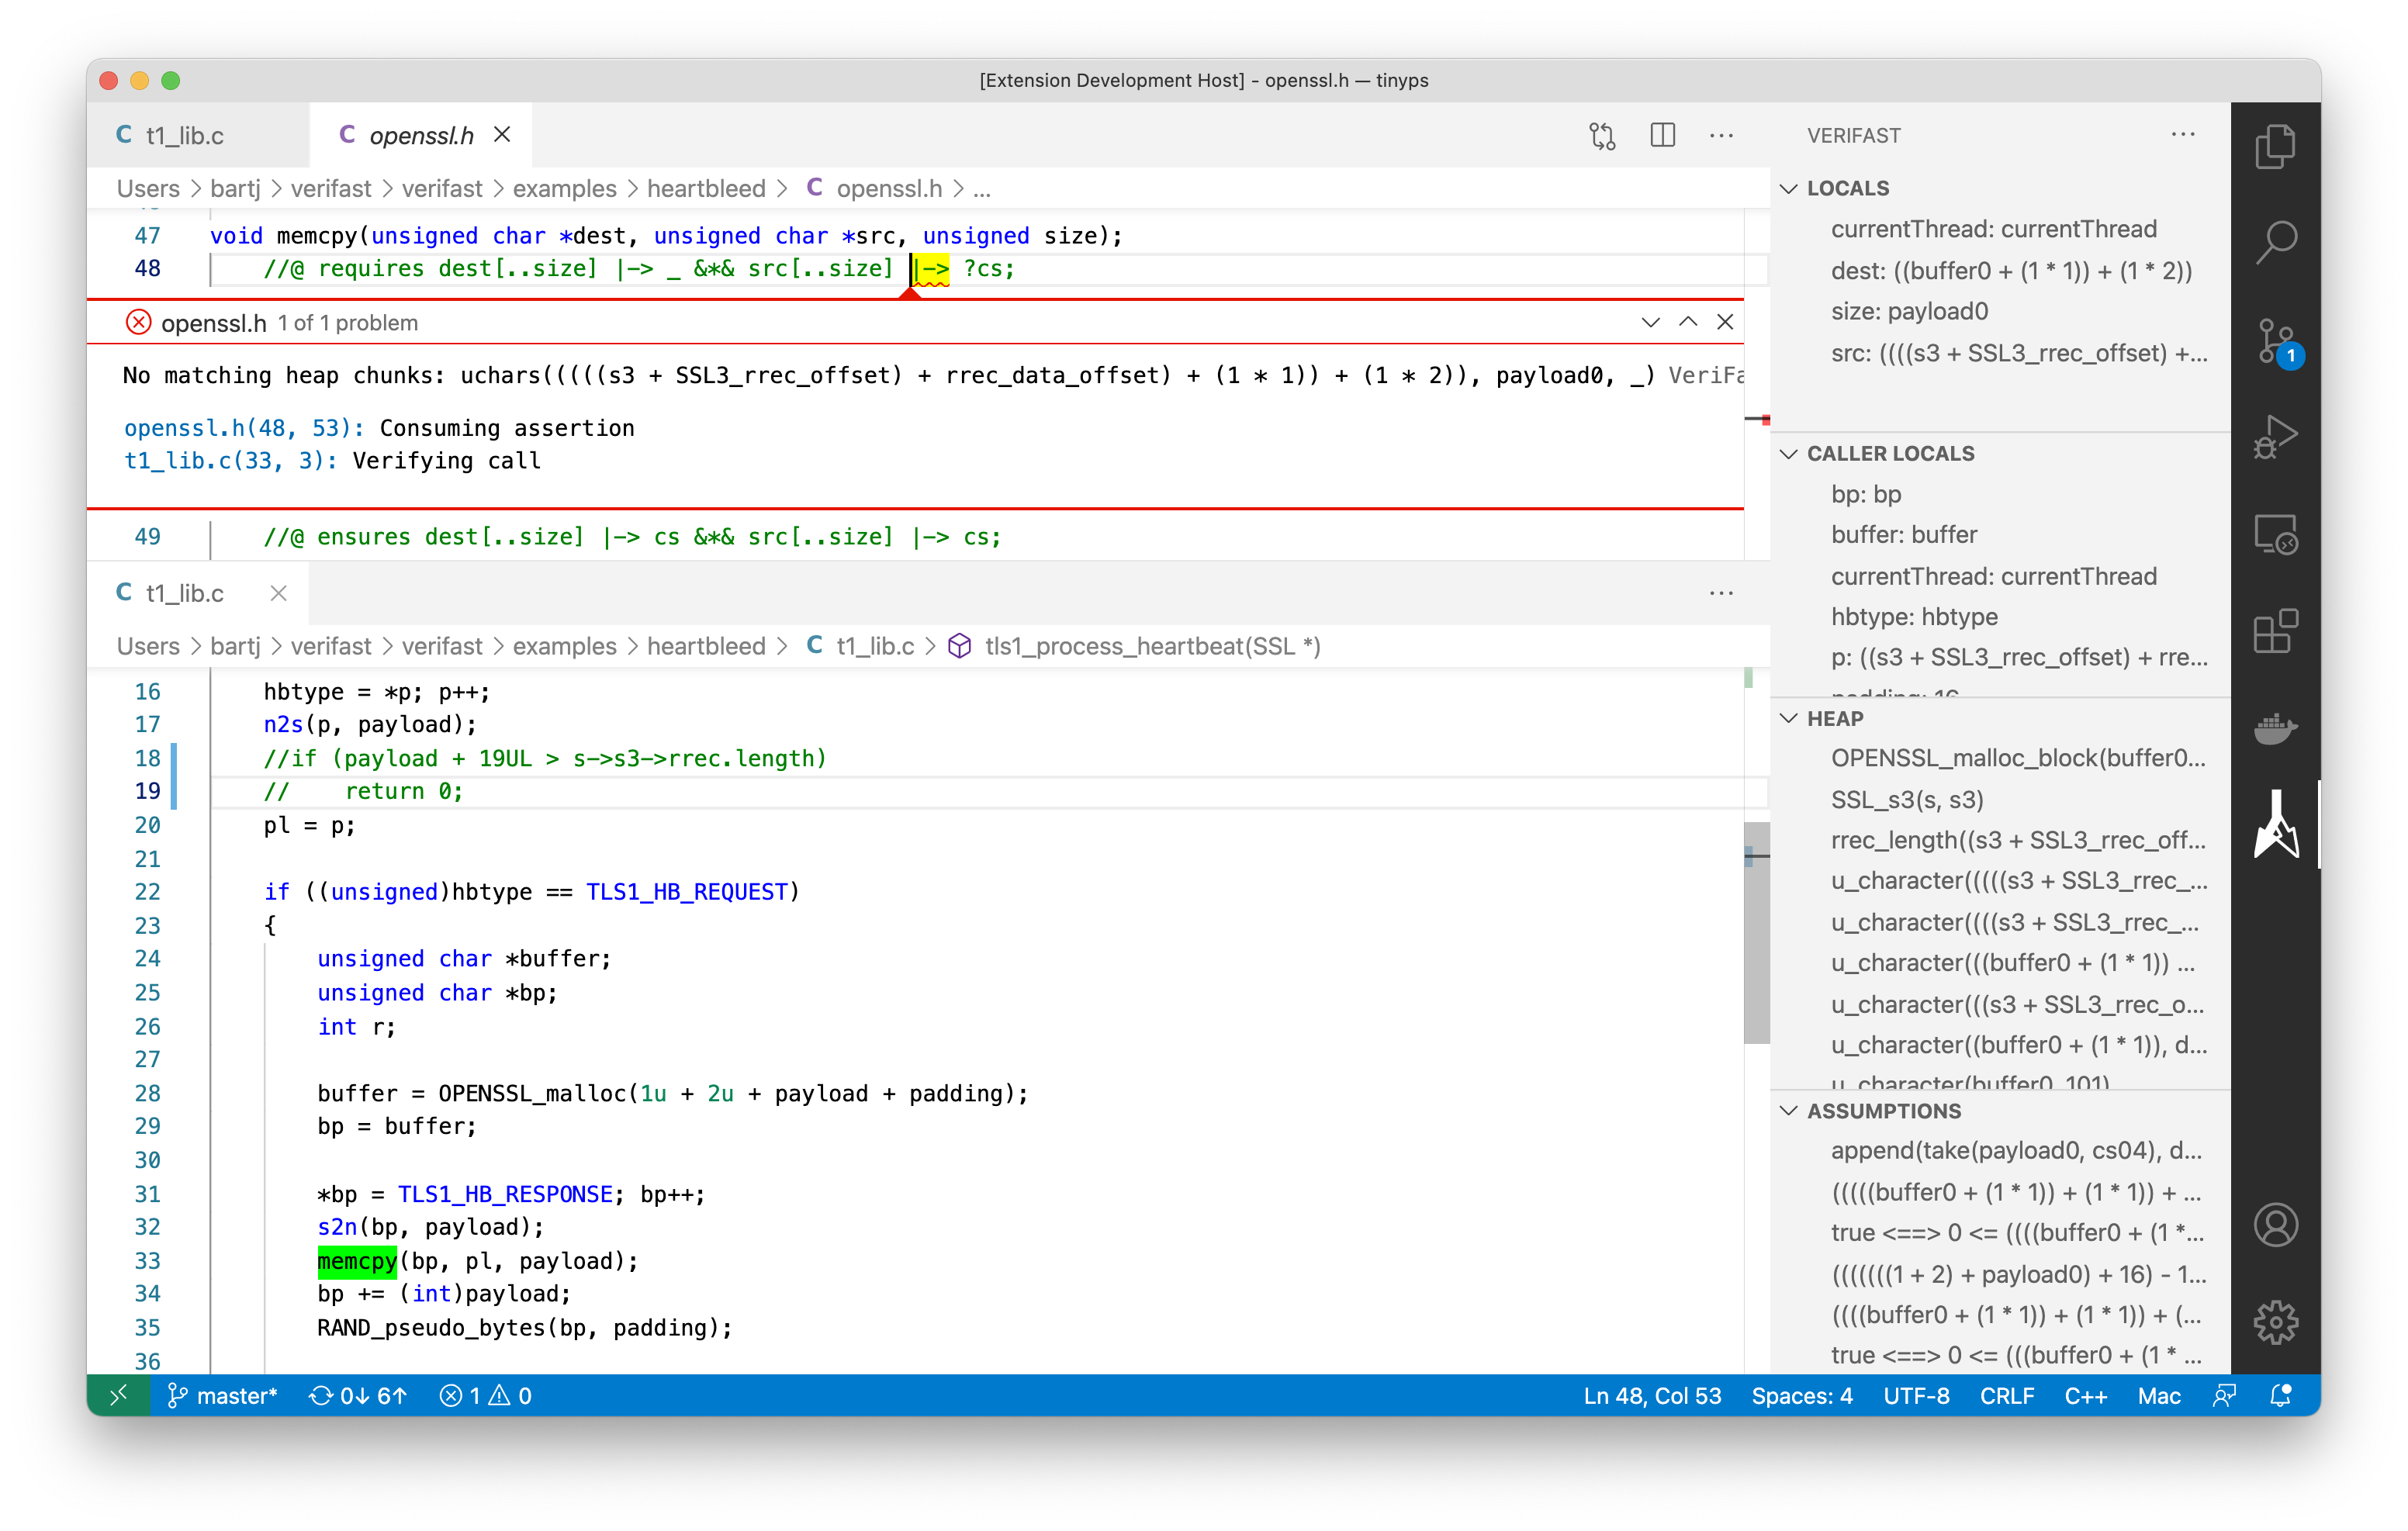 [Extension Development Host] - openssl.h — tinyps
C t1_lib.c
C openssl.h
Users > bartj > verifast > verifast > examples > heartbleed > C openssl.h > ...
47 void memcpy(unsigned char *dest, unsigned char *src, unsigned size);
48 //@ requires dest[..size] |-> _ &*& src[..size] |-> ?cs;
openssl.h 1 of 1 problem
No matching heap chunks: uchars(((((s3 + SSL3_rrec_offset) + rrec_data_offset) + (1 * 1)) + (1 * 2)), payload0, _) VeriFa
openssl.h(48, 53): Consuming assertion
t1_lib.c(33, 3): Verifying call
49 //@ ensures dest[..size] |-> cs &*& src[..size] |-> cs;
C t1_lib.c
Users > bartj > verifast > verifast > examples > heartbleed > C t1_lib.c > tls1_process_heartbeat(SSL *)
16 hbtype = *p; p++;
17 n2s(p, payload);
18 //if (payload + 19UL > s->s3->rrec.length)
19 //    return 0;
20 pl = p;
21
22 if ((unsigned)hbtype == TLS1_HB_REQUEST)
23 {
24 unsigned char *buffer;
25 unsigned char *bp;
26 int r;
27
28 buffer = OPENSSL_malloc(1u + 2u + payload + padding);
29 bp = buffer;
30
31 *bp = TLS1_HB_RESPONSE; bp++;
32 s2n(bp, payload);
33 memcpy(bp, pl, payload);
34 bp += (int)payload;
35 RAND_pseudo_bytes(bp, padding);
36
VERIFAST
LOCALS
currentThread: currentThread
dest: ((buffer0 + (1 * 1)) + (1 * 2))
size: payload0
src: ((((s3 + SSL3_rrec_offset) +...
CALLER LOCALS
bp: bp
buffer: buffer
currentThread: currentThread
hbtype: hbtype
p: ((s3 + SSL3_rrec_offset) + rre...
padding: 16
HEAP
OPENSSL_malloc_block(buffer0...
SSL_s3(s, s3)
rrec_length((s3 + SSL3_rrec_off...
u_character(((((s3 + SSL3_rrec_...
u_character((((s3 + SSL3_rrec_...
u_character(((buffer0 + (1 * 1)) ...
u_character(((s3 + SSL3_rrec_o...
u_character((buffer0 + (1 * 1)), d...
u_character(buffer0, 101)
ASSUMPTIONS
append(take(payload0, cs04), d...
(((((buffer0 + (1 * 1)) + (1 * 1)) + ...
true <==> 0 <= ((((buffer0 + (1 *...
(((((((1 + 2) + payload0) + 16) - 1...
((((buffer0 + (1 * 1)) + (1 * 1)) + (...
true <==> 0 <= (((buffer0 + (1 * ...
1
master* 0↓ 6↑ 1 0 Ln 48, Col 53 Spaces: 4 UTF-8 CRLF C++ Mac